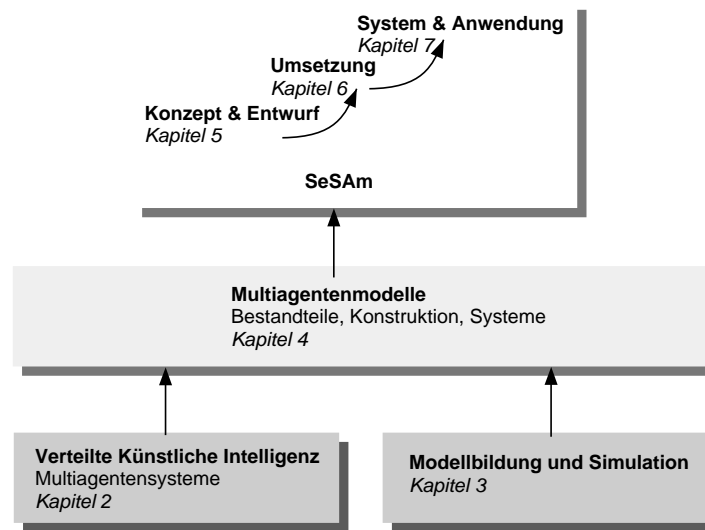 System & Anwendung
Kapitel 7
Umsetzung
Kapitel 6
Konzept & Entwurf
Kapitel 5
SeSAm
Multiagentenmodelle
Bestandteile, Konstruktion, Systeme
Kapitel 4
Verteilte Künstliche Intelligenz
Multiagentensysteme
Kapitel 2
Modellbildung und Simulation
Kapitel 3